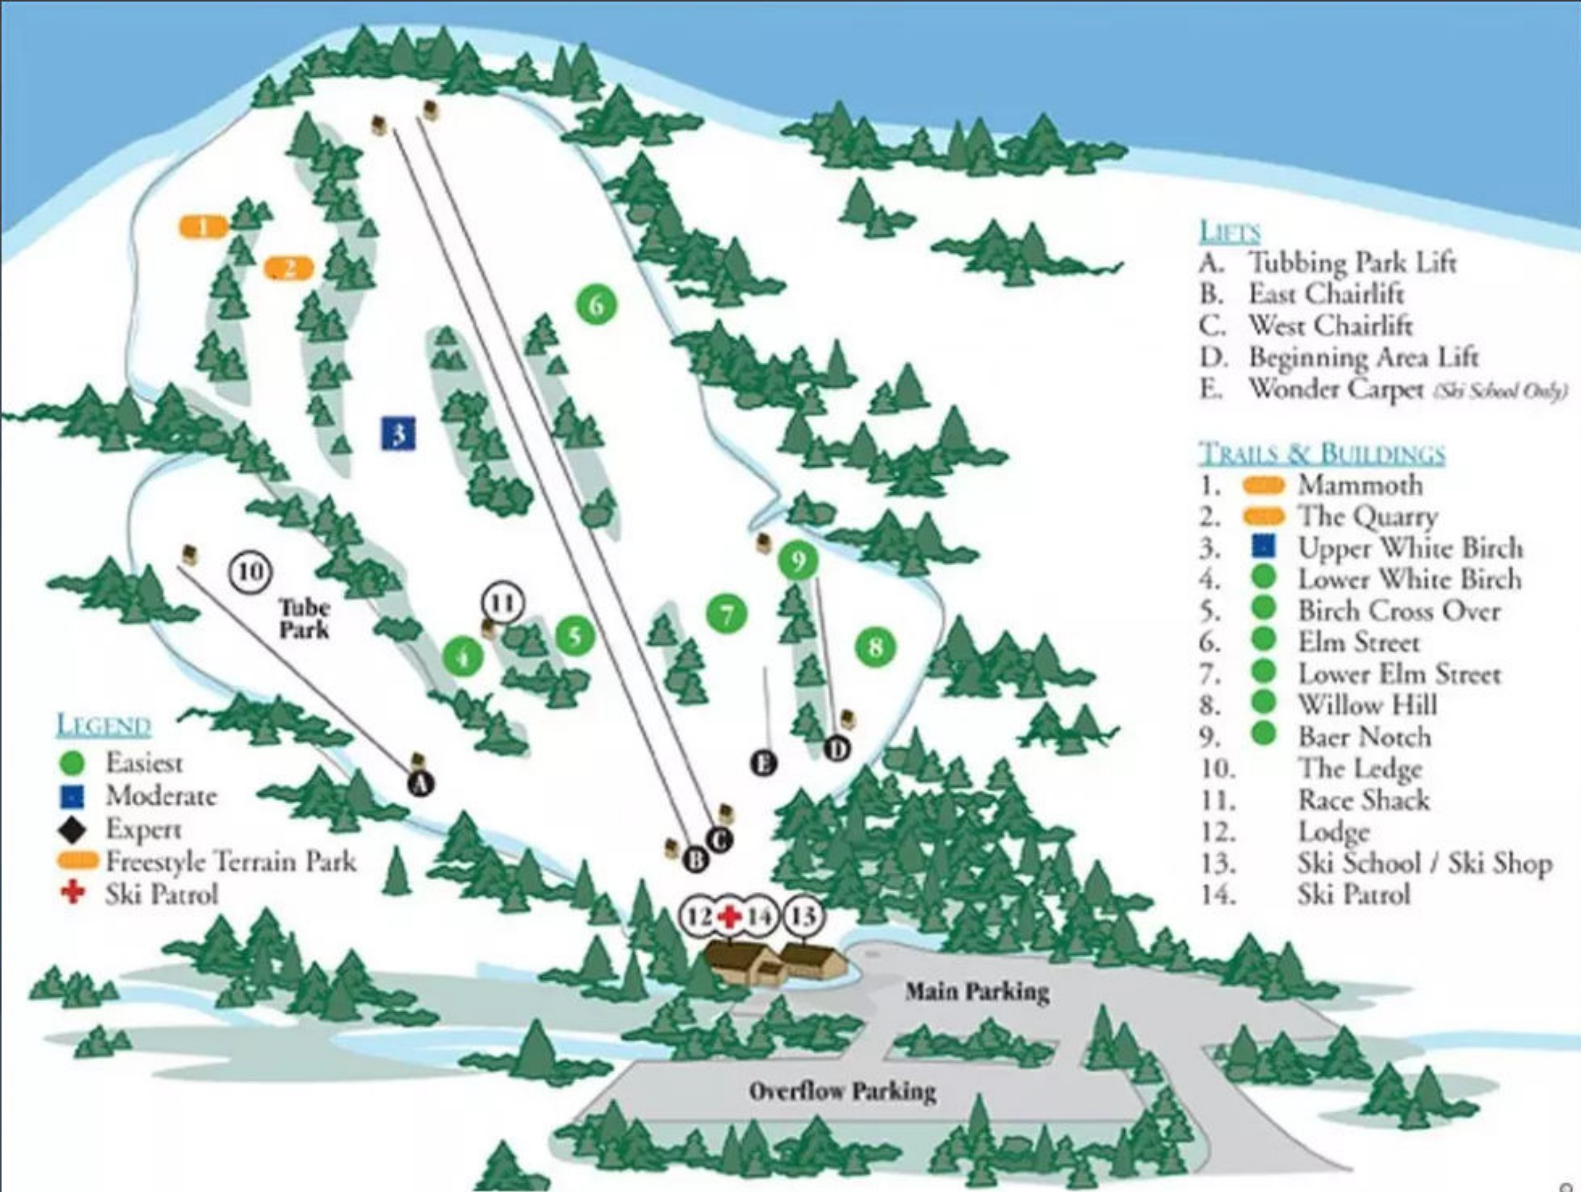 1
2
6
3
LIFTS
A. Tubbing Park Lift
B. East Chairlift
C. West Chairlift
D. Beginning Area Lift
E. Wonder Carpet (Ski School Only)
TRAILS & BUILDINGS
1. Mammoth
2. The Quarry
3. Upper White Birch
4. Lower White Birch
5. Birch Cross Over
6. Elm Street
7. Lower Elm Street
8. Willow Hill
9. Baer Notch
10. The Ledge
11. Race Shack
12. Lodge
13. Ski School / Ski Shop
14. Ski Patrol
10
Tube
Park
11
4
5
7
9
8
LEGEND
Easiest
Moderate
Expert
Freestyle Terrain Park
Ski Patrol
A
E
D
B
C
12 14 13
Main Parking
Overflow Parking